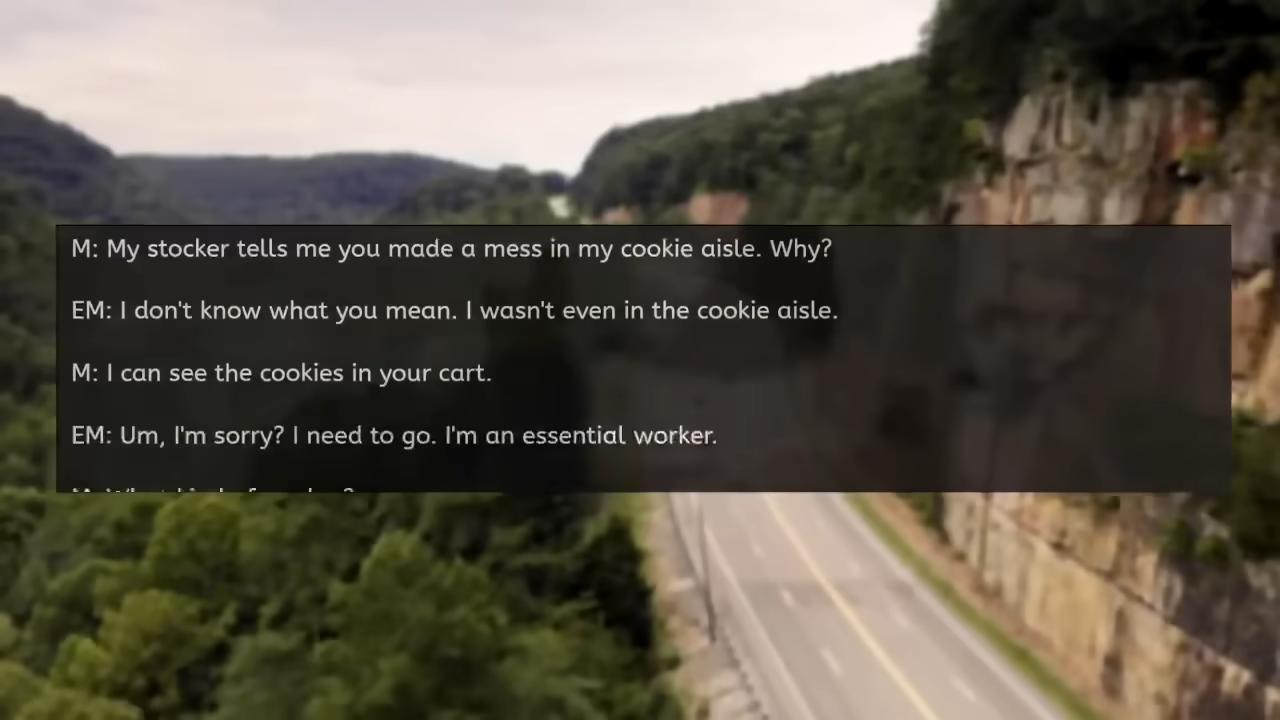 M: My stocker tells me you made a mess in my cookie aisle. Why?
EM: I don't know what you mean. I wasn't even in the cookie aisle.
M: I can see the cookies in your cart.
EM: Um, I'm sorry? I need to go. I'm an essential worker.